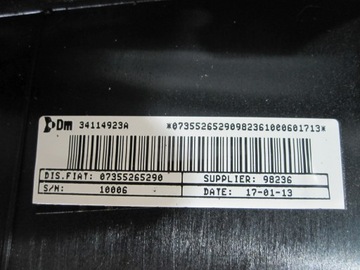 Dm 34114923A *073552652909823610006017​13*
DIS.FIAT: 07355265290 SUPPLIER: 98236
S/N: 10006 DATE: 17-01-13